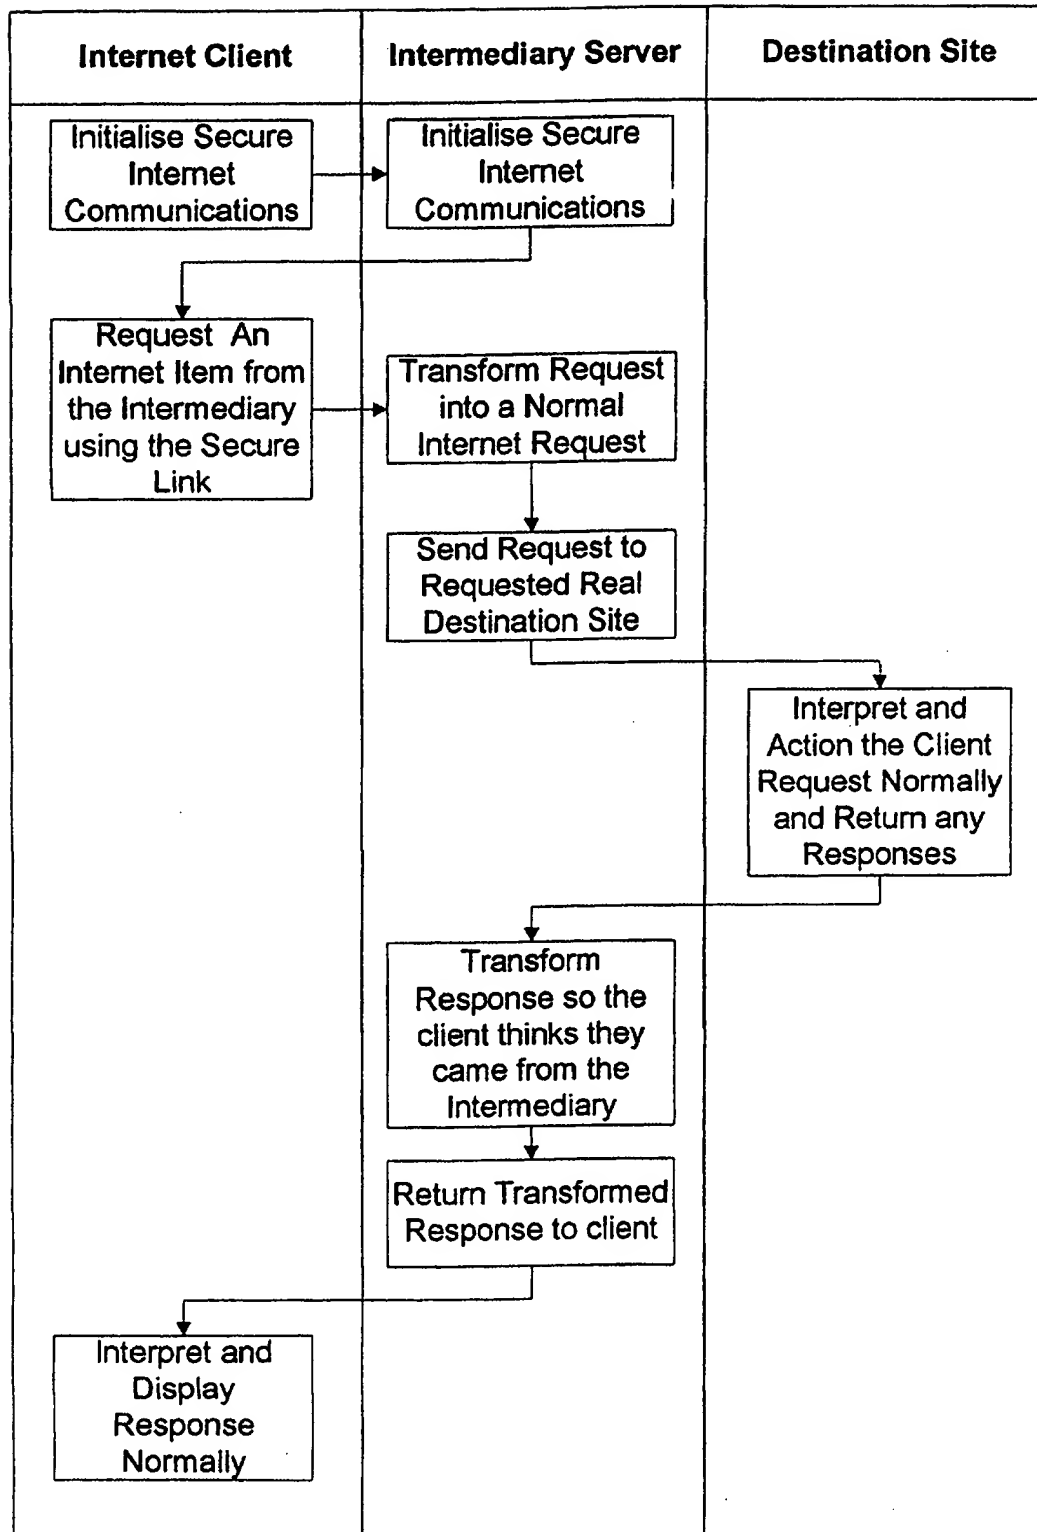 Internet Client
Intermediary Server
Destination Site
Initialise Secure
Internet
Communications
Initialise Secure
Internet
Communications
Request An
Internet Item from
the Intermediary
using the Secure
Link
Transform Request
into a Normal
Internet Request
Send Request to
Requested Real
Destination Site
Interpret and
Action the Client
Request Normally
and Return any
Responses
Transform
Response so the
client thinks they
came from the
Intermediary
Return Transformed
Response to client
Interpret and
Display
Response
Normally